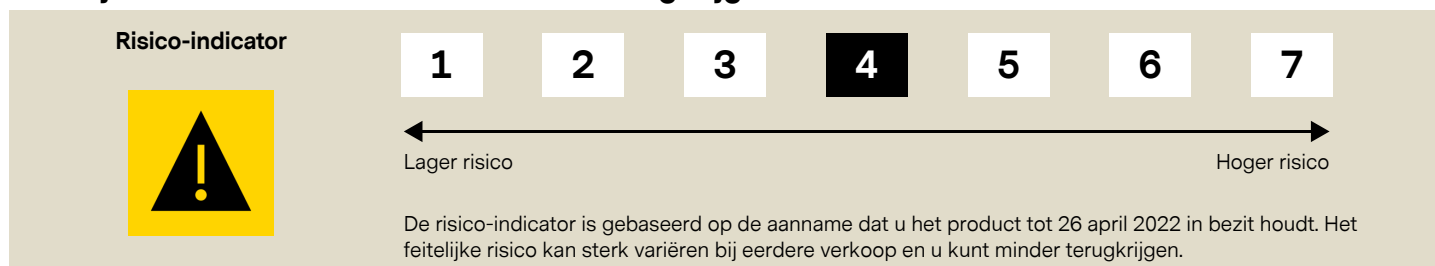 Risico-indicator
1 2 3 4 5 6 7
Lager risico Hoger risico
De risico-indicator is gebaseerd op de aanname dat u het product tot 26 april 2022 in bezit houdt. Het
feitelijke risico kan sterk variëren bij eerdere verkoop en u kunt minder terugkrijgen.